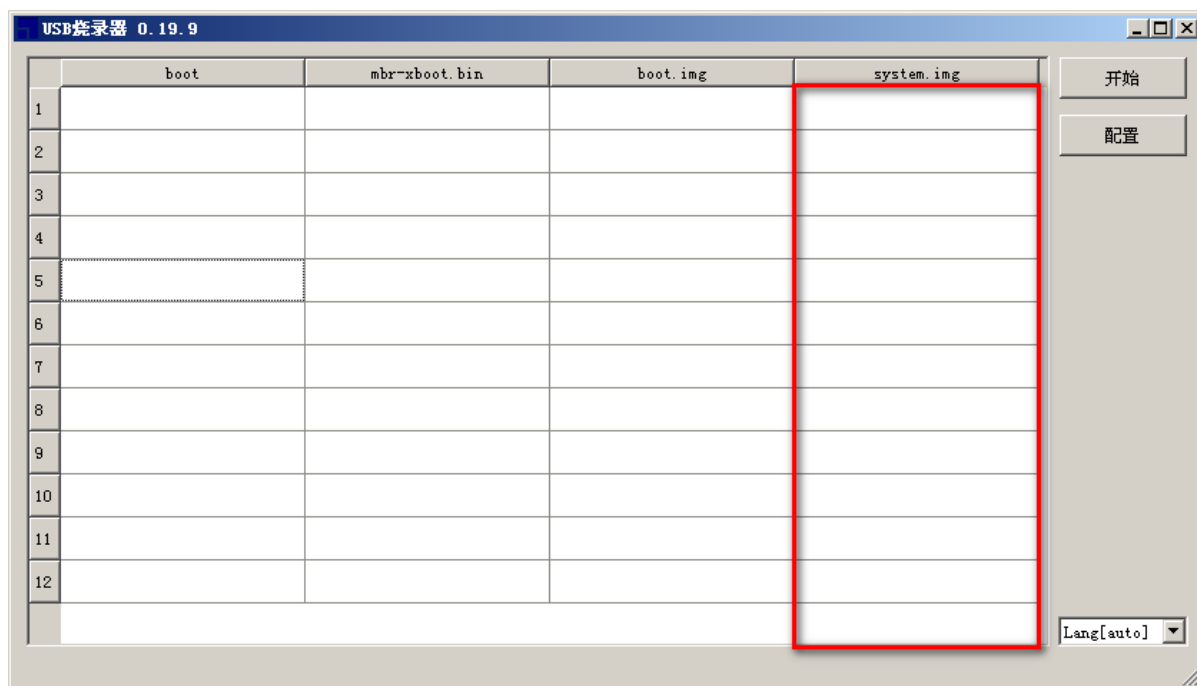 USB烧录器 0.19.9
boot mbr-xboot.bin boot.img system.img
开始
1
配置
2
3
4
5
6
7
8
9
10
11
12
Lang[auto]